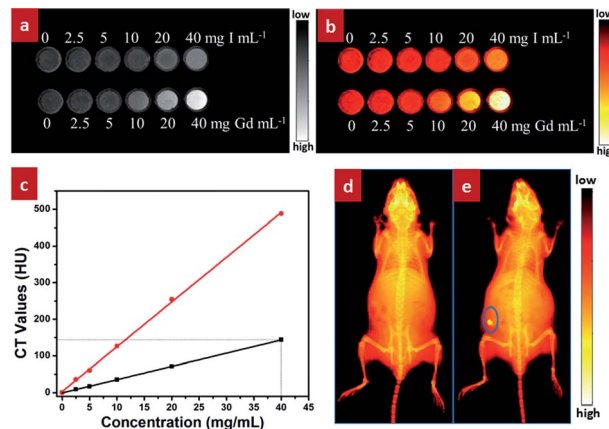 a
0 2.5 5 10 20 40 mg I mL⁻¹
0 2.5 5 10 20 40 mg Gd mL⁻¹
low
high
b
0 2.5 5 10 20 40 mg I mL⁻¹
0 2.5 5 10 20 40 mg Gd mL⁻¹
low
high
c
CT Values (HU)
500
400
300
200
100
0
0 5 10 15 20 25 30 35 40 45
Concentration (mg/mL)
d
e
low
high